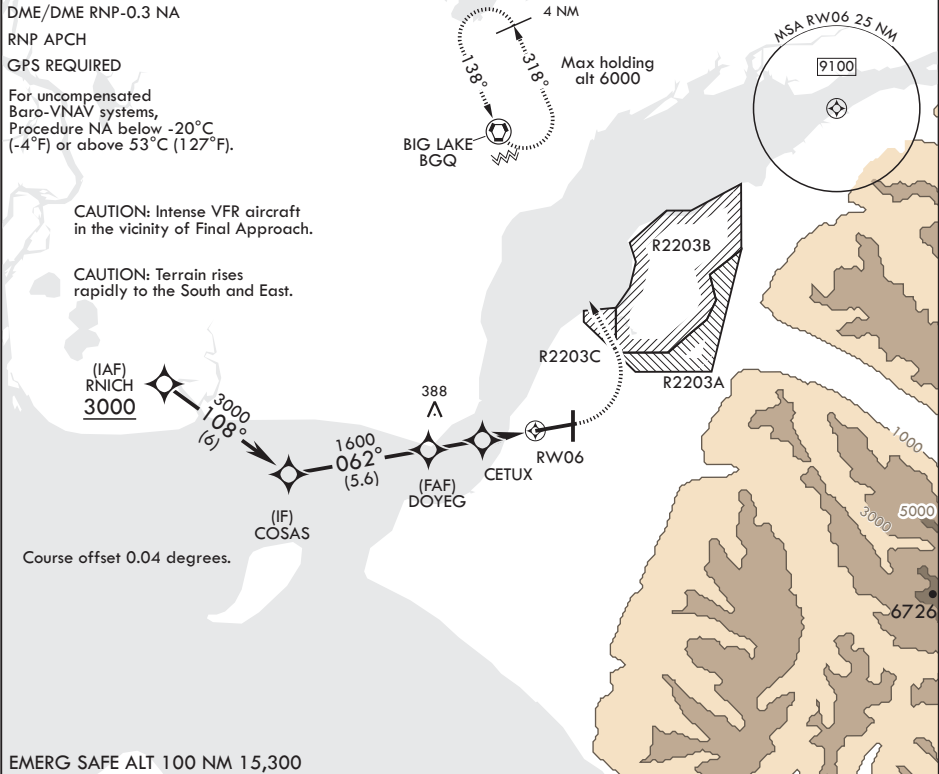 DME/DME RNP-0.3 NA
RNP APCH
GPS REQUIRED
For uncompensated
Baro-VNAV systems,
Procedure NA below -20°C
(-4°F) or above 53°C (127°F).
4 NM
138°
318°
Max holding
alt 6000
BIG LAKE
BGQ
MSA RW06 25 NM
9100
CAUTION: Intense VFR aircraft
in the vicinity of Final Approach.
CAUTION: Terrain rises
rapidly to the South and East.
R2203B
R2203C
R2203A
(IAF)
RNICH
3000
3000
108°
(6)
388
1600
062°
(5.6)
(IF)
COSAS
(FAF)
DOYEG
CETUX
RW06
1000
3000
5000
6726
Course offset 0.04 degrees.
EMERG SAFE ALT 100 NM 15,300